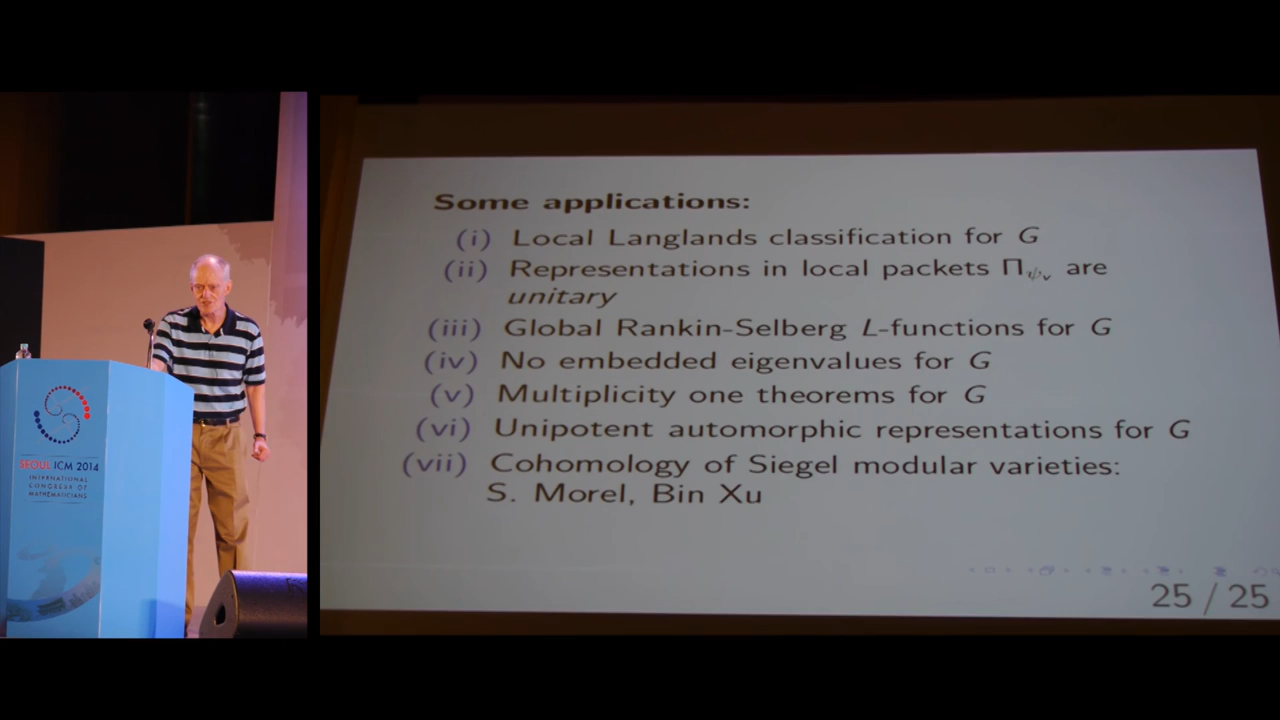 SEOUL ICM 2014
INTERNATIONAL
CONGRESS OF
MATHEMATICIANS
Some applications:
(i) Local Langlands classification for G
(ii) Representations in local packets Π_{ψ_v} are
unitary
(iii) Global Rankin-Selberg L-functions for G
(iv) No embedded eigenvalues for G
(v) Multiplicity one theorems for G
(vi) Unipotent automorphic representations for G
(vii) Cohomology of Siegel modular varieties:
S. Morel, Bin Xu
25 / 25